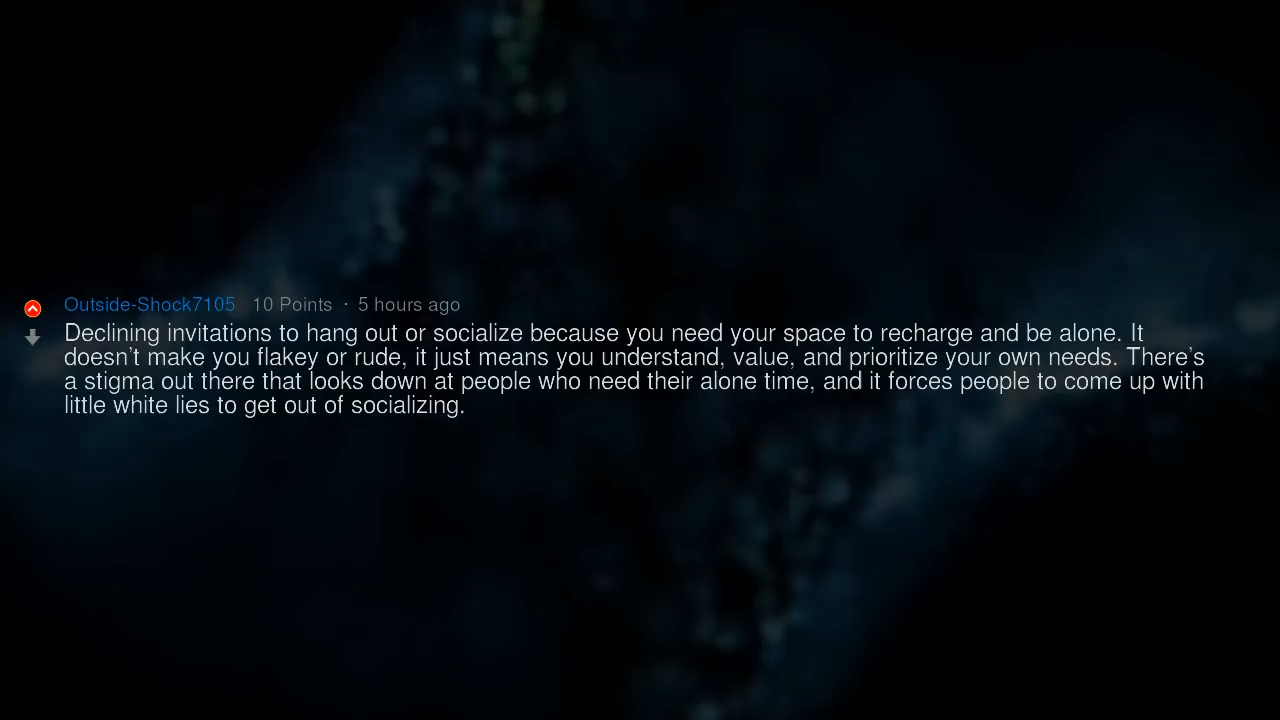 Outside-Shock7105 10 Points · 5 hours ago
Declining invitations to hang out or socialize because you need your space to recharge and be alone. It
doesn't make you flakey or rude, it just means you understand, value, and prioritize your own needs. There's
a stigma out there that looks down at people who need their alone time, and it forces people to come up with
little white lies to get out of socializing.